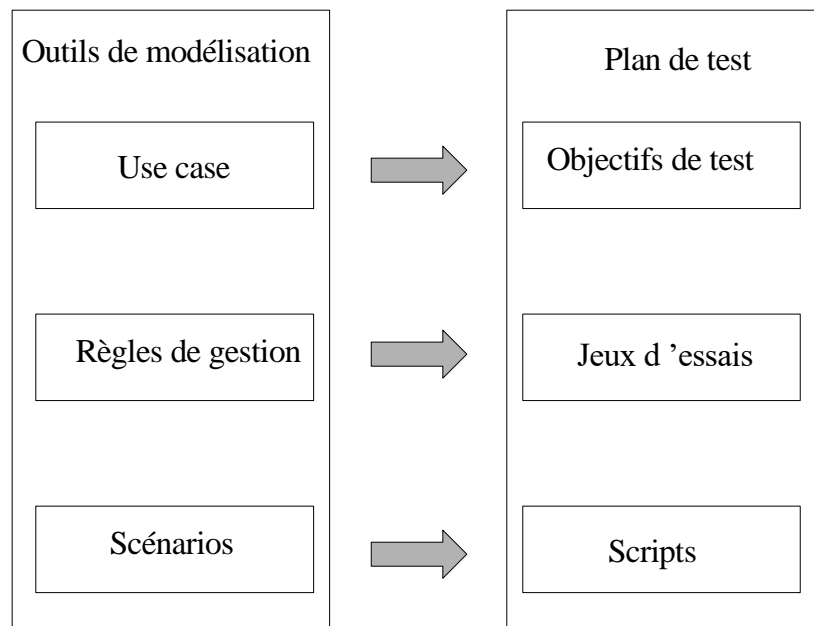 Outils de modélisation
Plan de test
Use case
Objectifs de test
Règles de gestion
Jeux d ’essais
Scénarios
Scripts